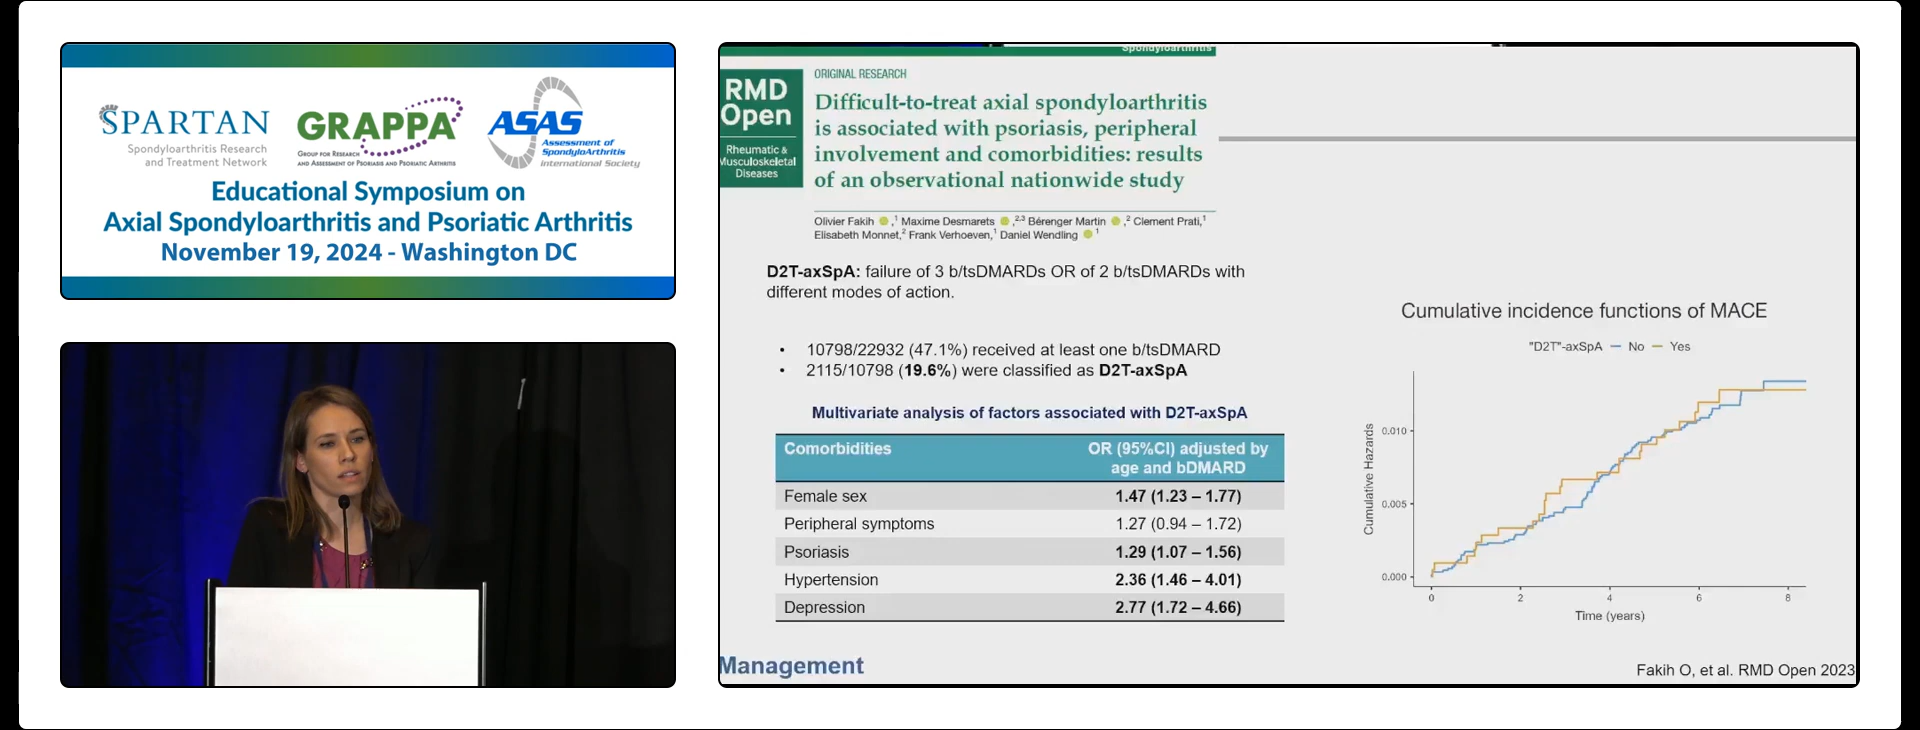 SPARTAN
Spondyloarthritis Research
and Treatment Network
GRAPPA
Group for Research
and Assessment of Psoriasis and Psoriatic Arthritis
ASAS
Assessment of
SpondyloArthritis
international Society
Educational Symposium on
Axial Spondyloarthritis and Psoriatic Arthritis
November 19, 2024 - Washington DC
Spondyloarthritis
RMD
Open
Rheumatic &
Musculoskeletal
Diseases
ORIGINAL RESEARCH
Difficult-to-treat axial spondyloarthritis
is associated with psoriasis, peripheral
involvement and comorbidities: results
of an observational nationwide study
Olivier Fakih ,1 Maxime Desmarets ,2,3 Bérenger Martin ,2 Clement Prati,1
Elisabeth Monnet,2 Frank Verhoeven,1 Daniel Wendling 1
D2T-axSpA: failure of 3 b/tsDMARDs OR of 2 b/tsDMARDs with
different modes of action.
• 10798/22932 (47.1%) received at least one b/tsDMARD
• 2115/10798 (19.6%) were classified as D2T-axSpA
Multivariate analysis of factors associated with D2T-axSpA
Comorbidities OR (95%CI) adjusted by
age and bDMARD
Female sex 1.47 (1.23 – 1.77)
Peripheral symptoms 1.27 (0.94 – 1.72)
Psoriasis 1.29 (1.07 – 1.56)
Hypertension 2.36 (1.46 – 4.01)
Depression 2.77 (1.72 – 4.66)
Cumulative incidence functions of MACE
"D2T"-axSpA No Yes
Cumulative Hazards
0.010
0.005
0.000
0 2 4 6 8
Time (years)
Management
Fakih O, et al. RMD Open 2023